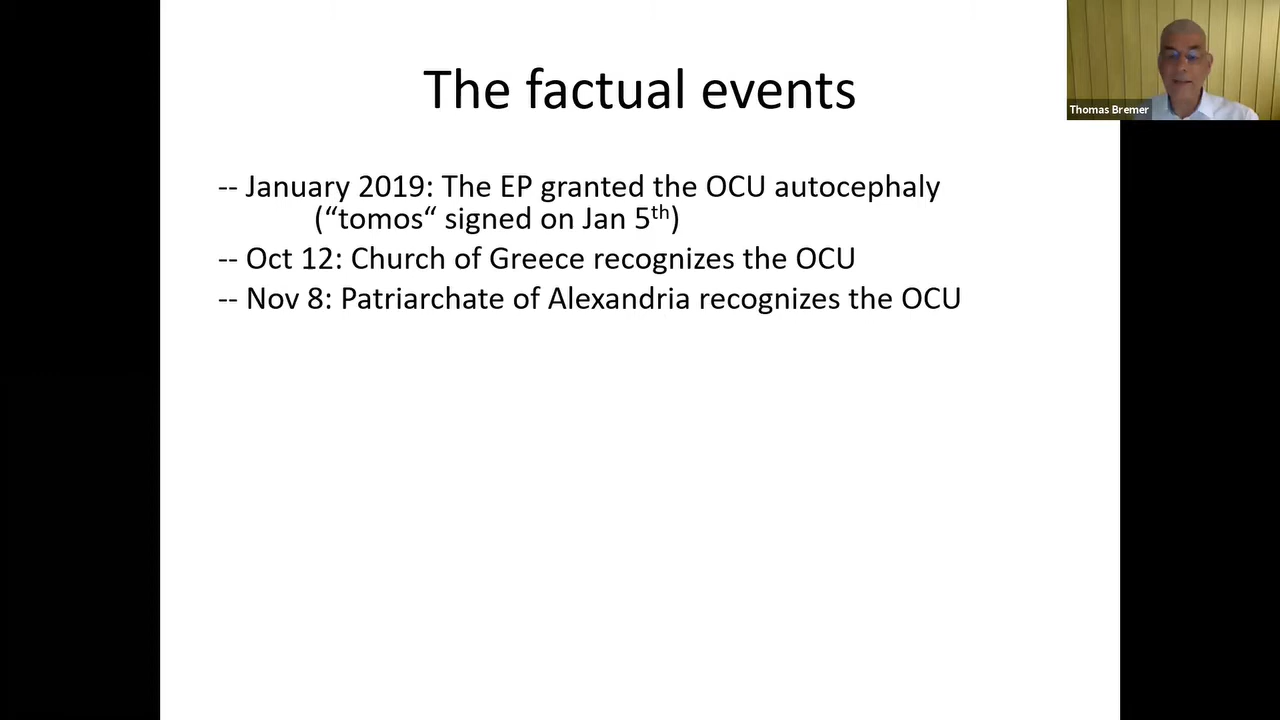 The factual events
Thomas Bremer
-- January 2019: The EP granted the OCU autocephaly
(“tomos“ signed on Jan 5th)
-- Oct 12: Church of Greece recognizes the OCU
-- Nov 8: Patriarchate of Alexandria recognizes the OCU